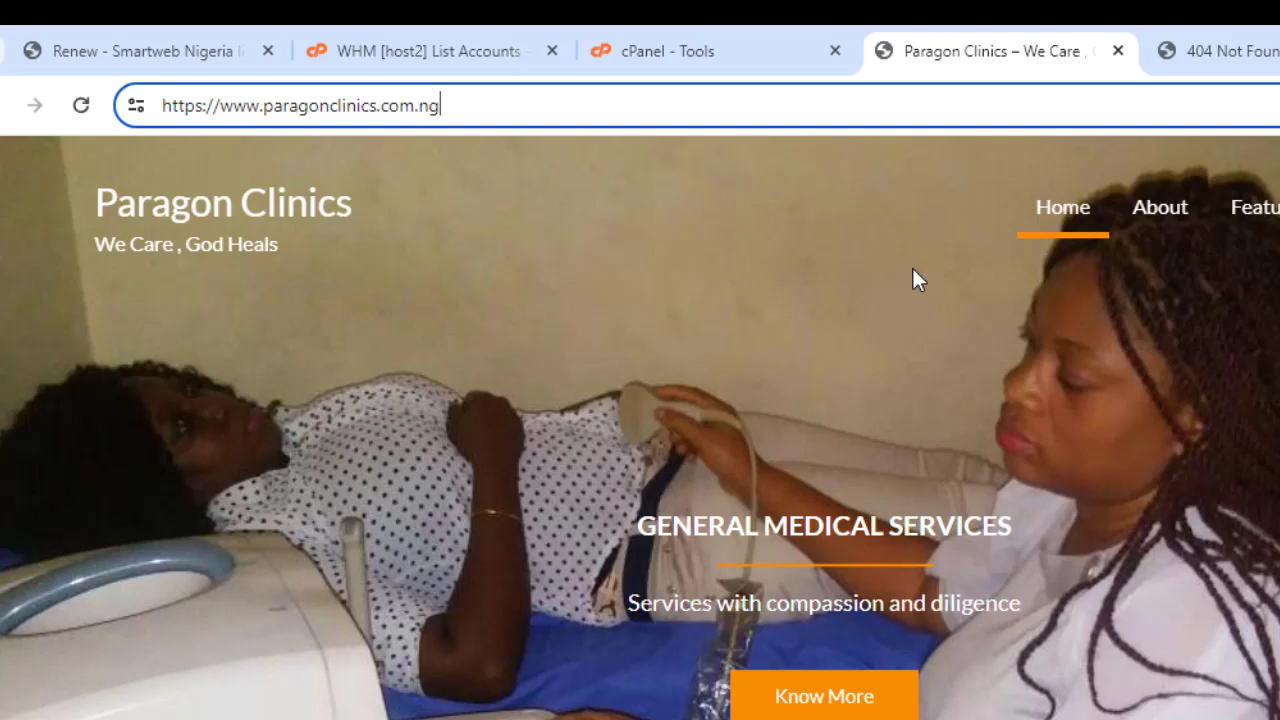 Renew - Smartweb Nigeria
WHM [host2] List Accounts
cPanel - Tools
Paragon Clinics – We Care ,
404 Not Foun
https://www.paragonclinics.com.ng
Paragon Clinics
We Care , God Heals
Home
About
Featu
GENERAL MEDICAL SERVICES
Services with compassion and diligence
Know More